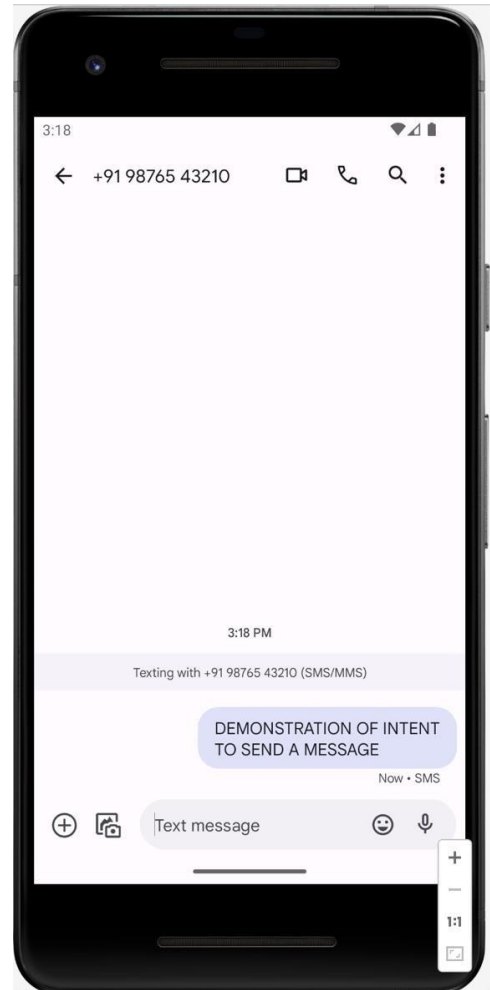 3:18
+91 98765 43210
3:18 PM
Texting with +91 98765 43210 (SMS/MMS)
DEMONSTRATION OF INTENT
TO SEND A MESSAGE
Now • SMS
Text message
1:1